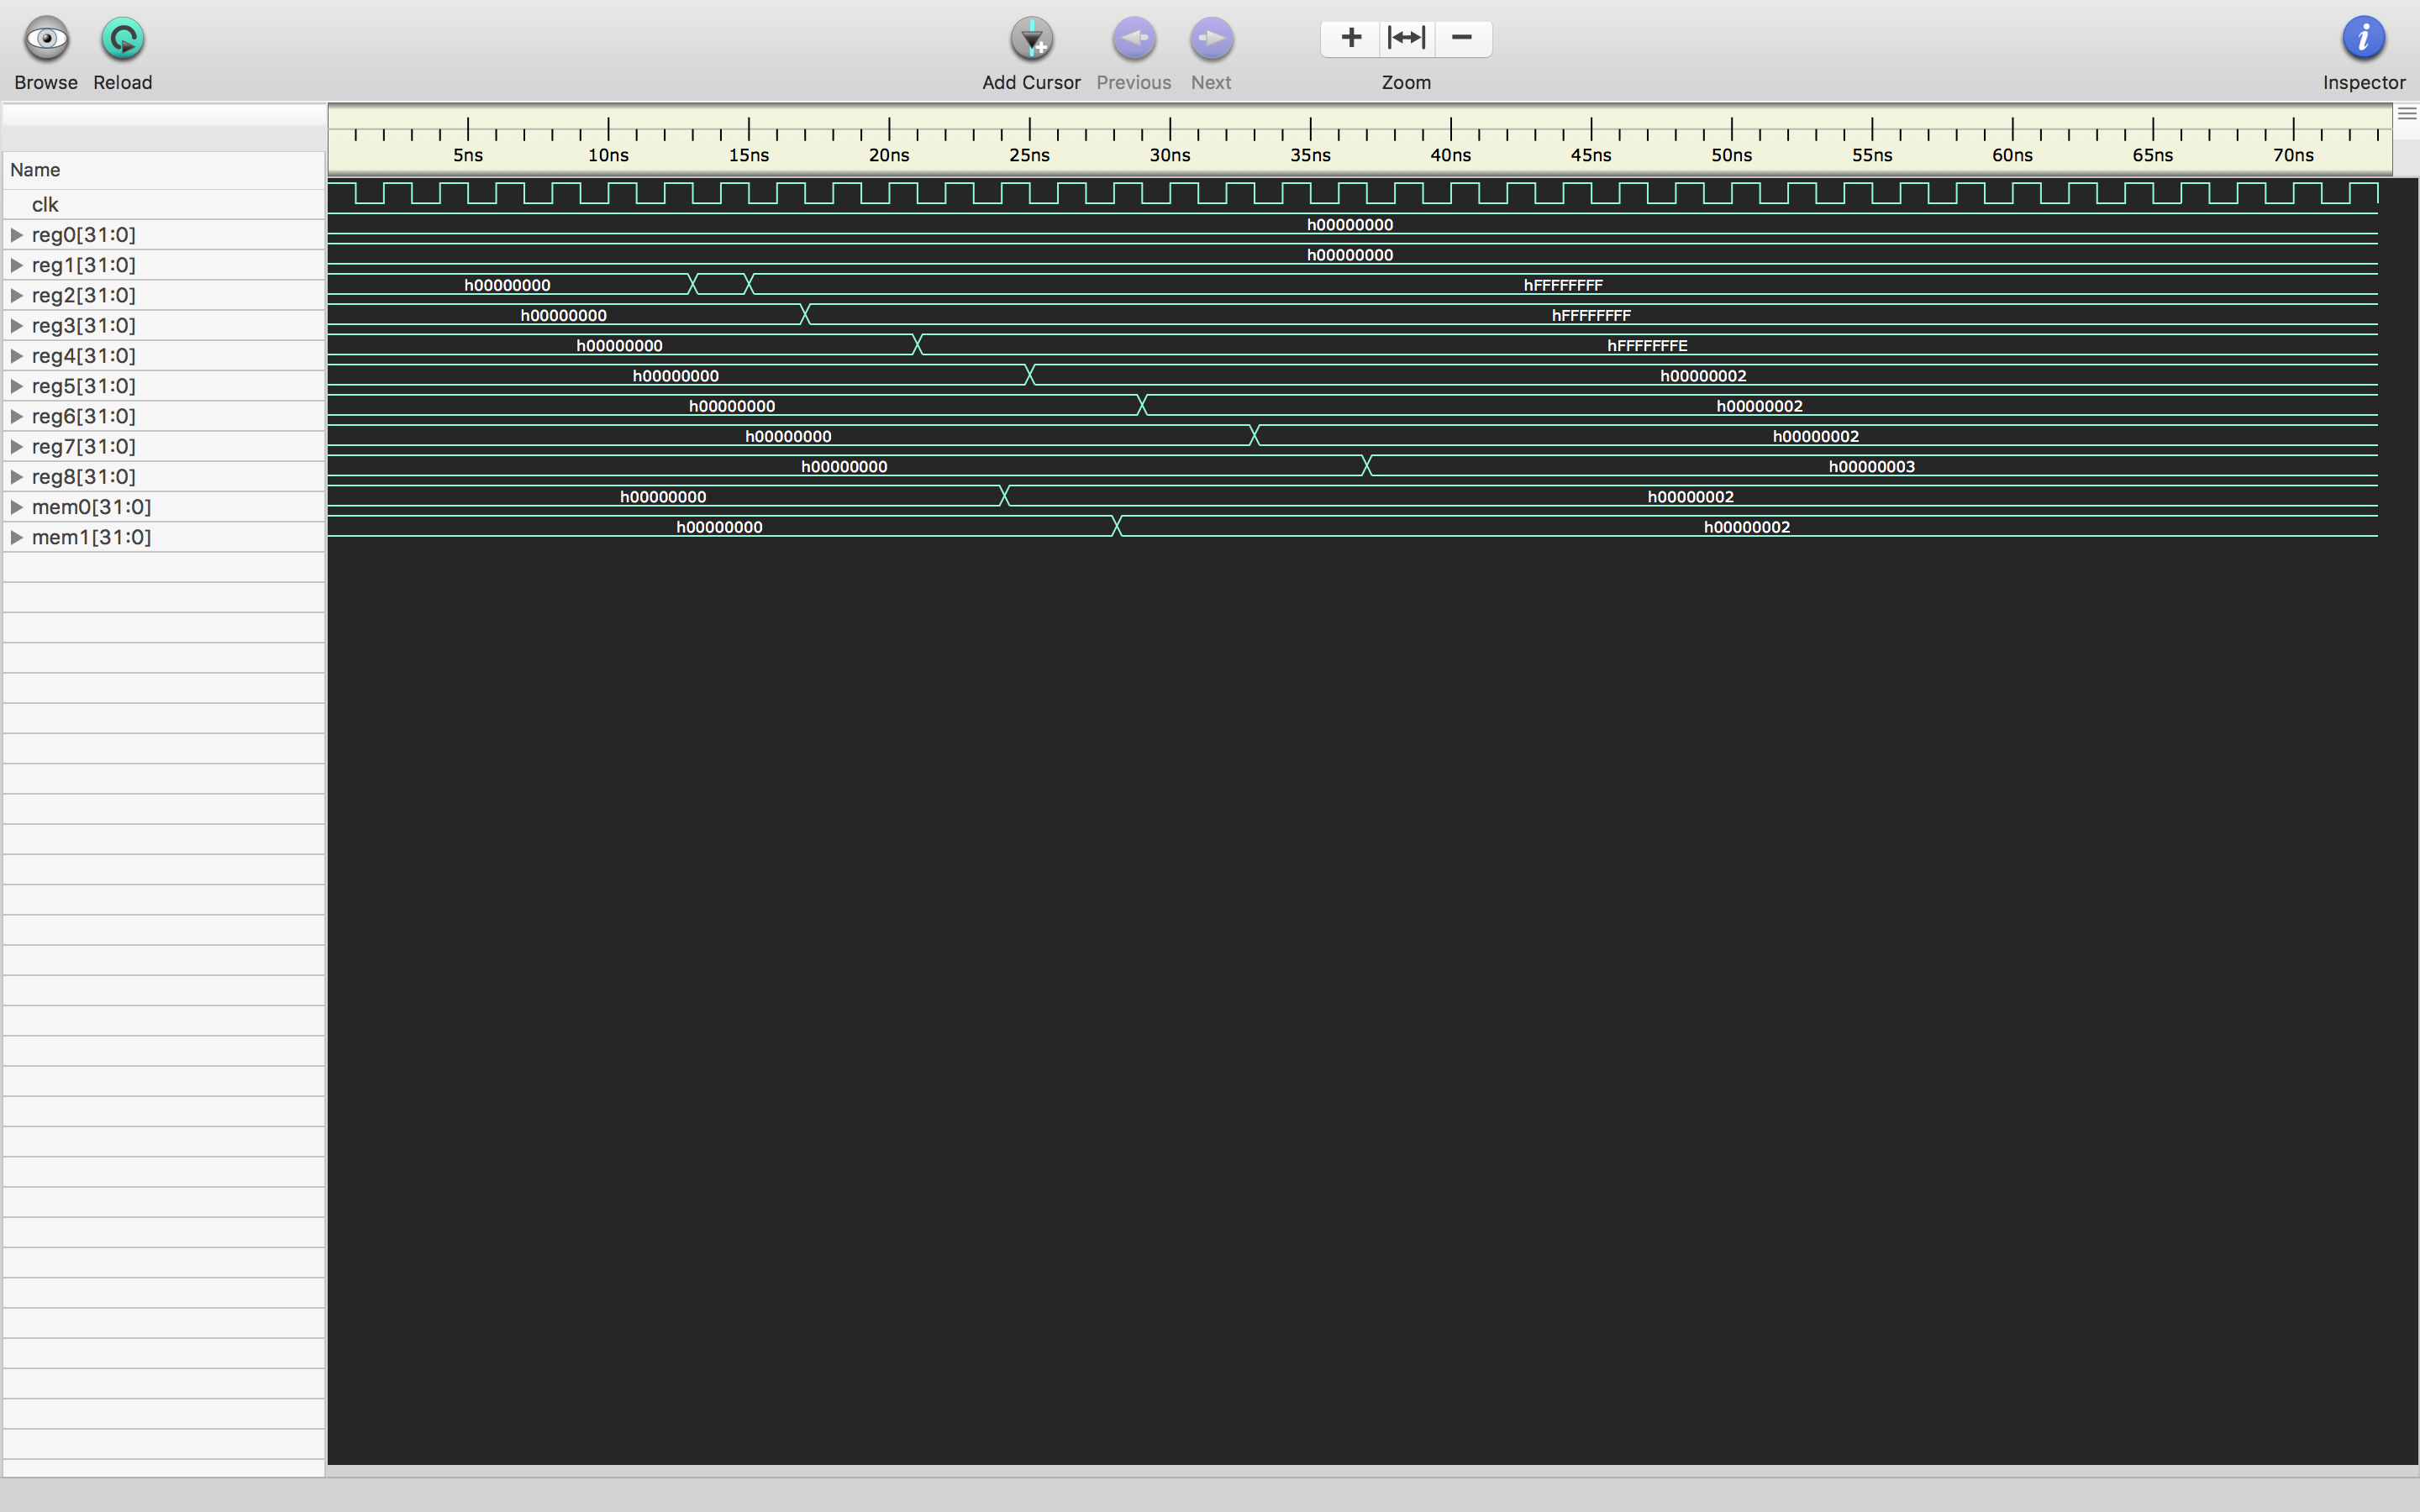 Browse Reload Add Cursor Previous Next Zoom Inspector
5ns 10ns 15ns 20ns 25ns 30ns 35ns 40ns 45ns 50ns 55ns 60ns 65ns 70ns
Name
clk
reg0[31:0] h00000000
reg1[31:0] h00000000
reg2[31:0] h00000000 hFFFFFFFF
reg3[31:0] h00000000 hFFFFFFFF
reg4[31:0] h00000000 hFFFFFFFE
reg5[31:0] h00000000 h00000002
reg6[31:0] h00000000 h00000002
reg7[31:0] h00000000 h00000002
reg8[31:0] h00000000 h00000003
mem0[31:0] h00000000 h00000002
mem1[31:0] h00000000 h00000002